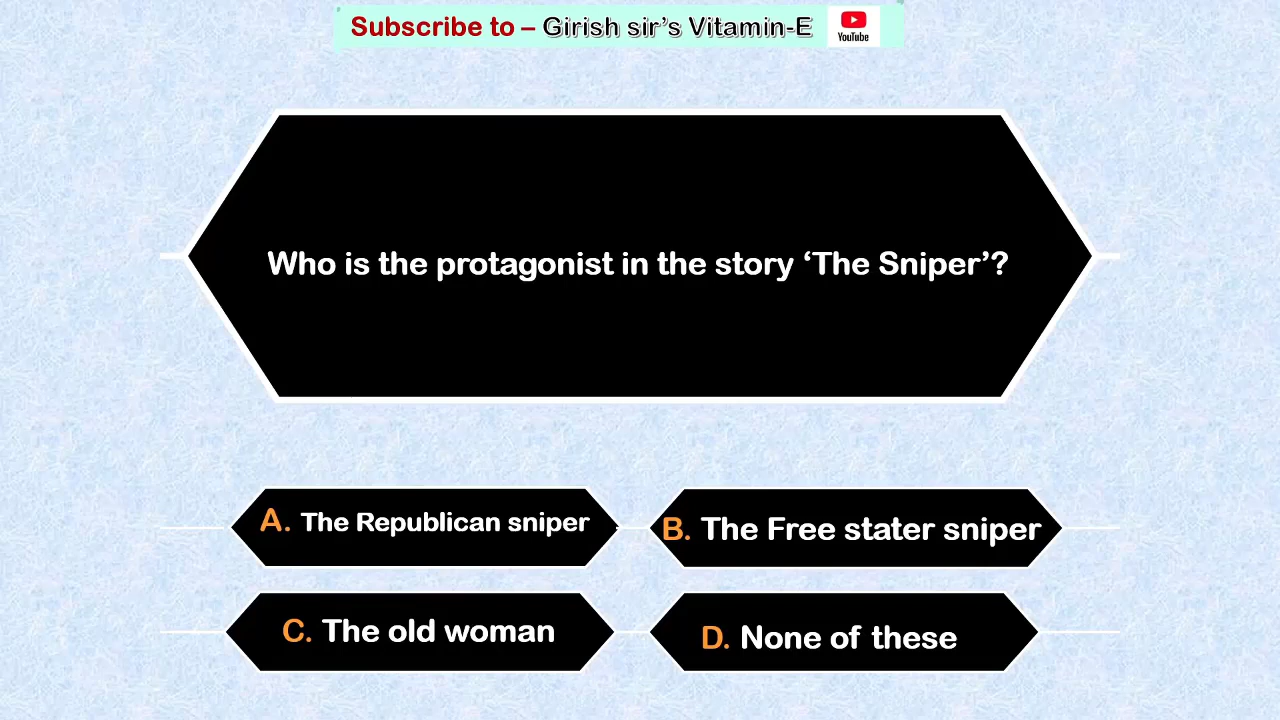 Subscribe to – Girish sir’s Vitamin-E
YouTube
Who is the protagonist in the story ‘The Sniper’?
A. The Republican sniper
B. The Free stater sniper
C. The old woman
D. None of these